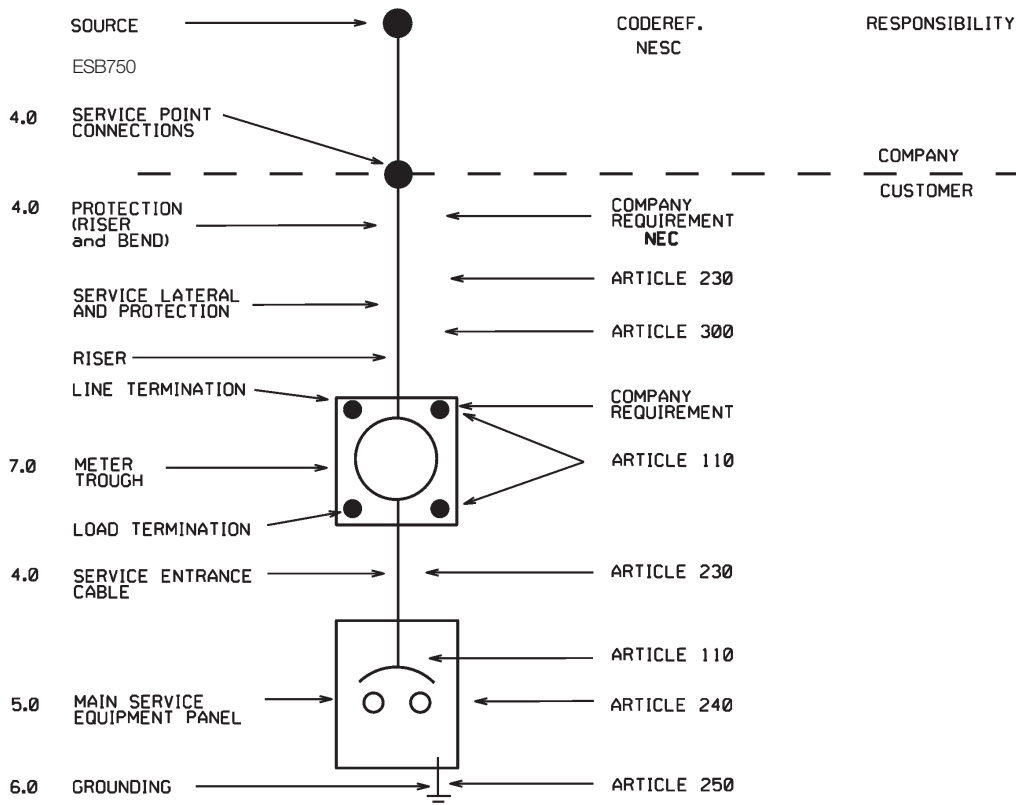 SOURCE
CODEREF.
NESC
RESPONSIBILITY
ESB750
4.0 SERVICE POINT
CONNECTIONS
COMPANY
CUSTOMER
4.0 PROTECTION
(RISER
and BEND)
COMPANY
REQUIREMENT
NEC
ARTICLE 230
SERVICE LATERAL
AND PROTECTION
ARTICLE 300
RISER
LINE TERMINATION
COMPANY
REQUIREMENT
7.0 METER
TROUGH
ARTICLE 110
LOAD TERMINATION
4.0 SERVICE ENTRANCE
CABLE
ARTICLE 230
ARTICLE 110
5.0 MAIN SERVICE
EQUIPMENT PANEL
ARTICLE 240
6.0 GROUNDING
ARTICLE 250